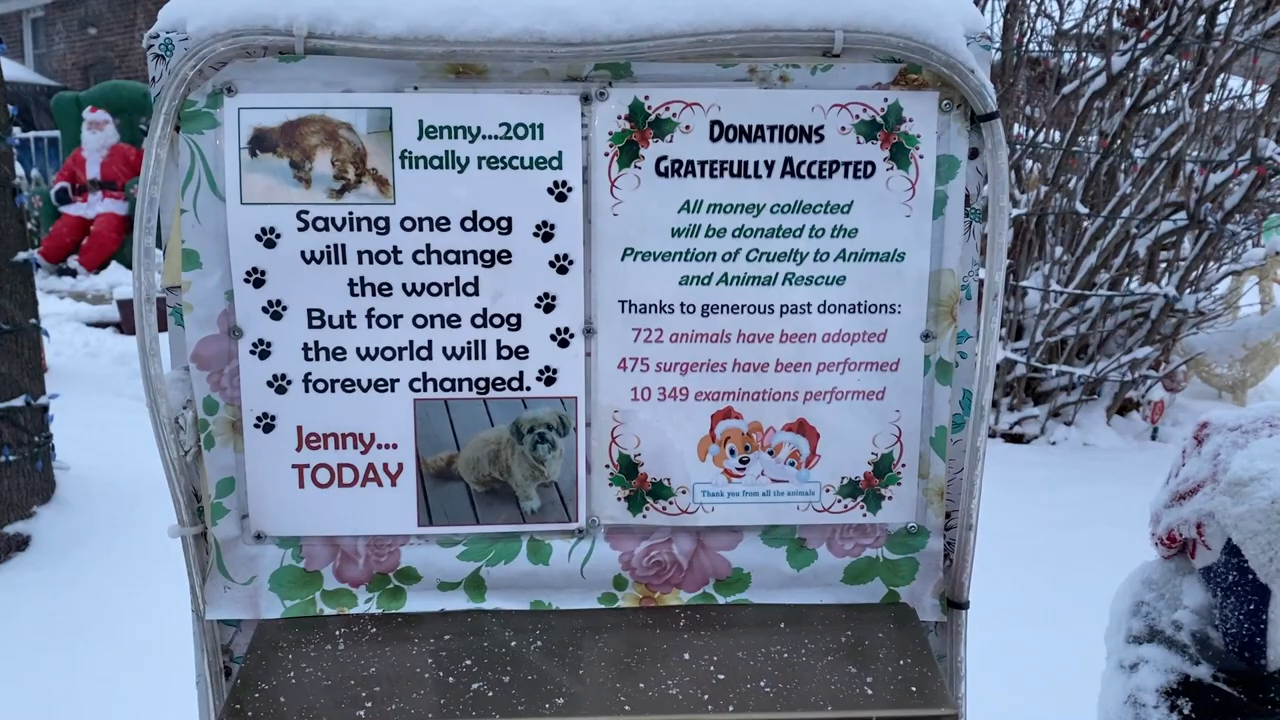 Jenny...2011
finally rescued
Saving one dog
will not change
the world
But for one dog
the world will be
forever changed.
Jenny...
TODAY
DONATIONS
GRATEFULLY ACCEPTED
All money collected
will be donated to the
Prevention of Cruelty to Animals
and Animal Rescue
Thanks to generous past donations:
722 animals have been adopted
475 surgeries have been performed
10 349 examinations performed
Thank you from all the animals